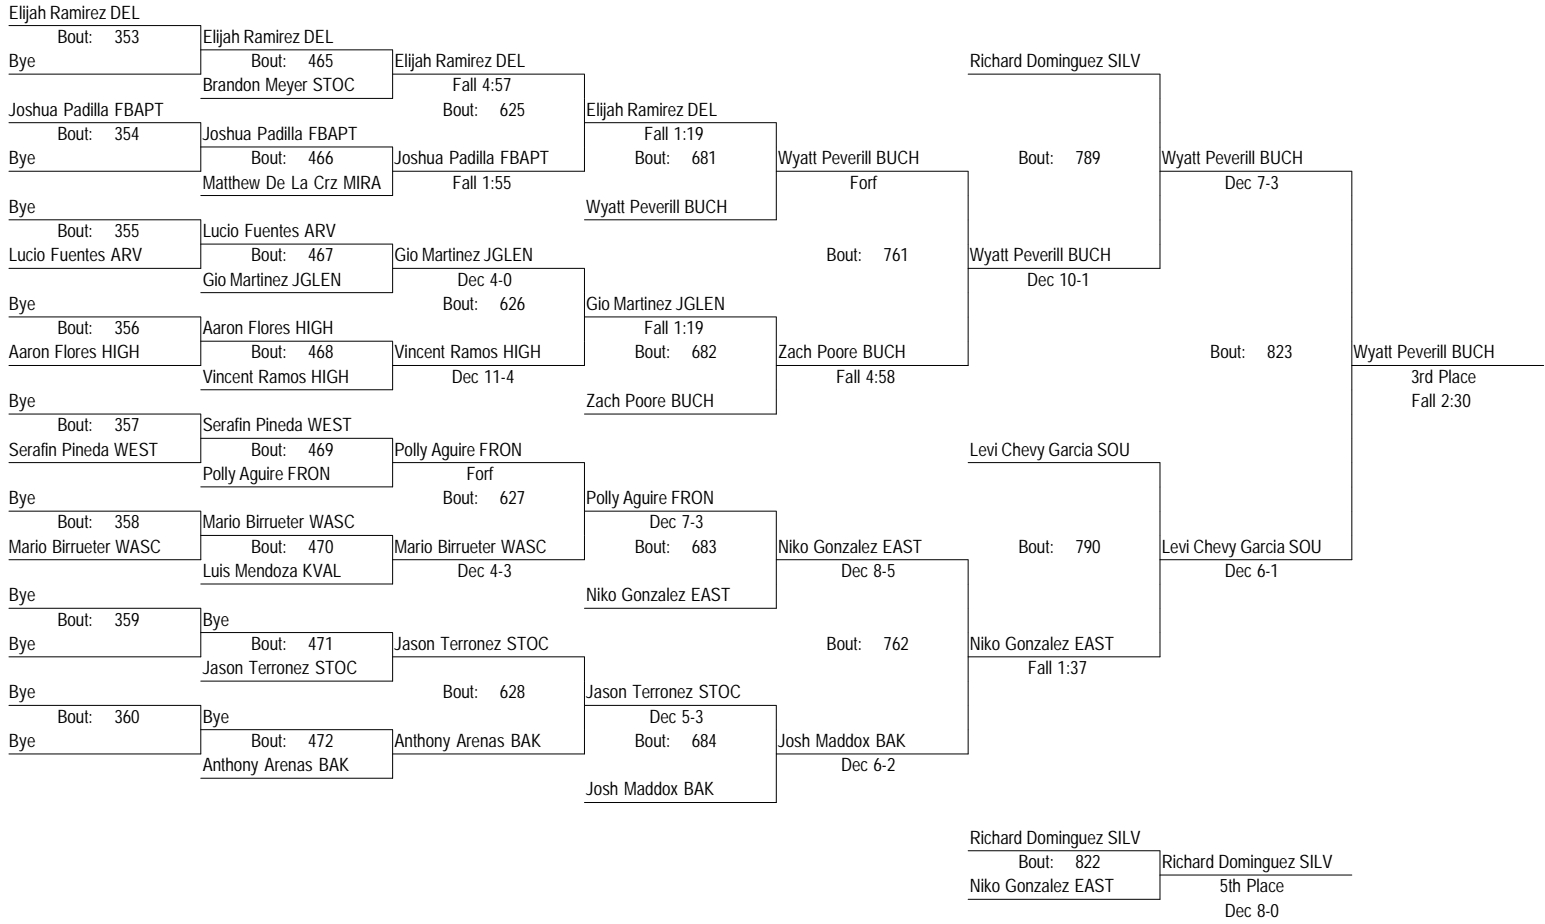 Elijah Ramirez DEL
Bout: 353
Bye
Joshua Padilla FBAPT
Bout: 354
Bye
Bye
Bout: 355
Lucio Fuentes ARV
Bye
Bout: 356
Aaron Flores HIGH
Bye
Bout: 357
Serafin Pineda WEST
Bye
Bout: 358
Mario Birrueter WASC
Bye
Bout: 359
Bye
Bye
Bout: 360
Bye
Elijah Ramirez DEL
Bout: 465
Brandon Meyer STOC
Joshua Padilla FBAPT
Bout: 466
Matthew De La Crz MIRA
Lucio Fuentes ARV
Bout: 467
Gio Martinez JGLEN
Aaron Flores HIGH
Bout: 468
Vincent Ramos HIGH
Serafin Pineda WEST
Bout: 469
Polly Aguire FRON
Mario Birrueter WASC
Bout: 470
Luis Mendoza KVAL
Bye
Bout: 471
Jason Terronez STOC
Bye
Bout: 472
Anthony Arenas BAK
Elijah Ramirez DEL
Fall 4:57
Bout: 625
Joshua Padilla FBAPT
Fall 1:55
Gio Martinez JGLEN
Dec 4-0
Bout: 626
Vincent Ramos HIGH
Dec 11-4
Polly Aguire FRON
Forf
Bout: 627
Mario Birrueter WASC
Dec 4-3
Jason Terronez STOC
Bout: 628
Anthony Arenas BAK
Elijah Ramirez DEL
Fall 1:19
Bout: 681
Wyatt Peverill BUCH
Gio Martinez JGLEN
Fall 1:19
Bout: 682
Zach Poore BUCH
Polly Aguire FRON
Dec 7-3
Bout: 683
Niko Gonzalez EAST
Jason Terronez STOC
Dec 5-3
Bout: 684
Josh Maddox BAK
Wyatt Peverill BUCH
Forf
Bout: 761
Zach Poore BUCH
Fall 4:58
Niko Gonzalez EAST
Dec 8-5
Bout: 762
Josh Maddox BAK
Dec 6-2
Richard Dominguez SILV
Bout: 789
Wyatt Peverill BUCH
Dec 10-1
Levi Chevy Garcia SOU
Bout: 790
Niko Gonzalez EAST
Fall 1:37
Wyatt Peverill BUCH
Dec 7-3
Bout: 823
Levi Chevy Garcia SOU
Dec 6-1
Wyatt Peverill BUCH
3rd Place
Fall 2:30
Richard Dominguez SILV
Bout: 822
Niko Gonzalez EAST
Richard Dominguez SILV
5th Place
Dec 8-0